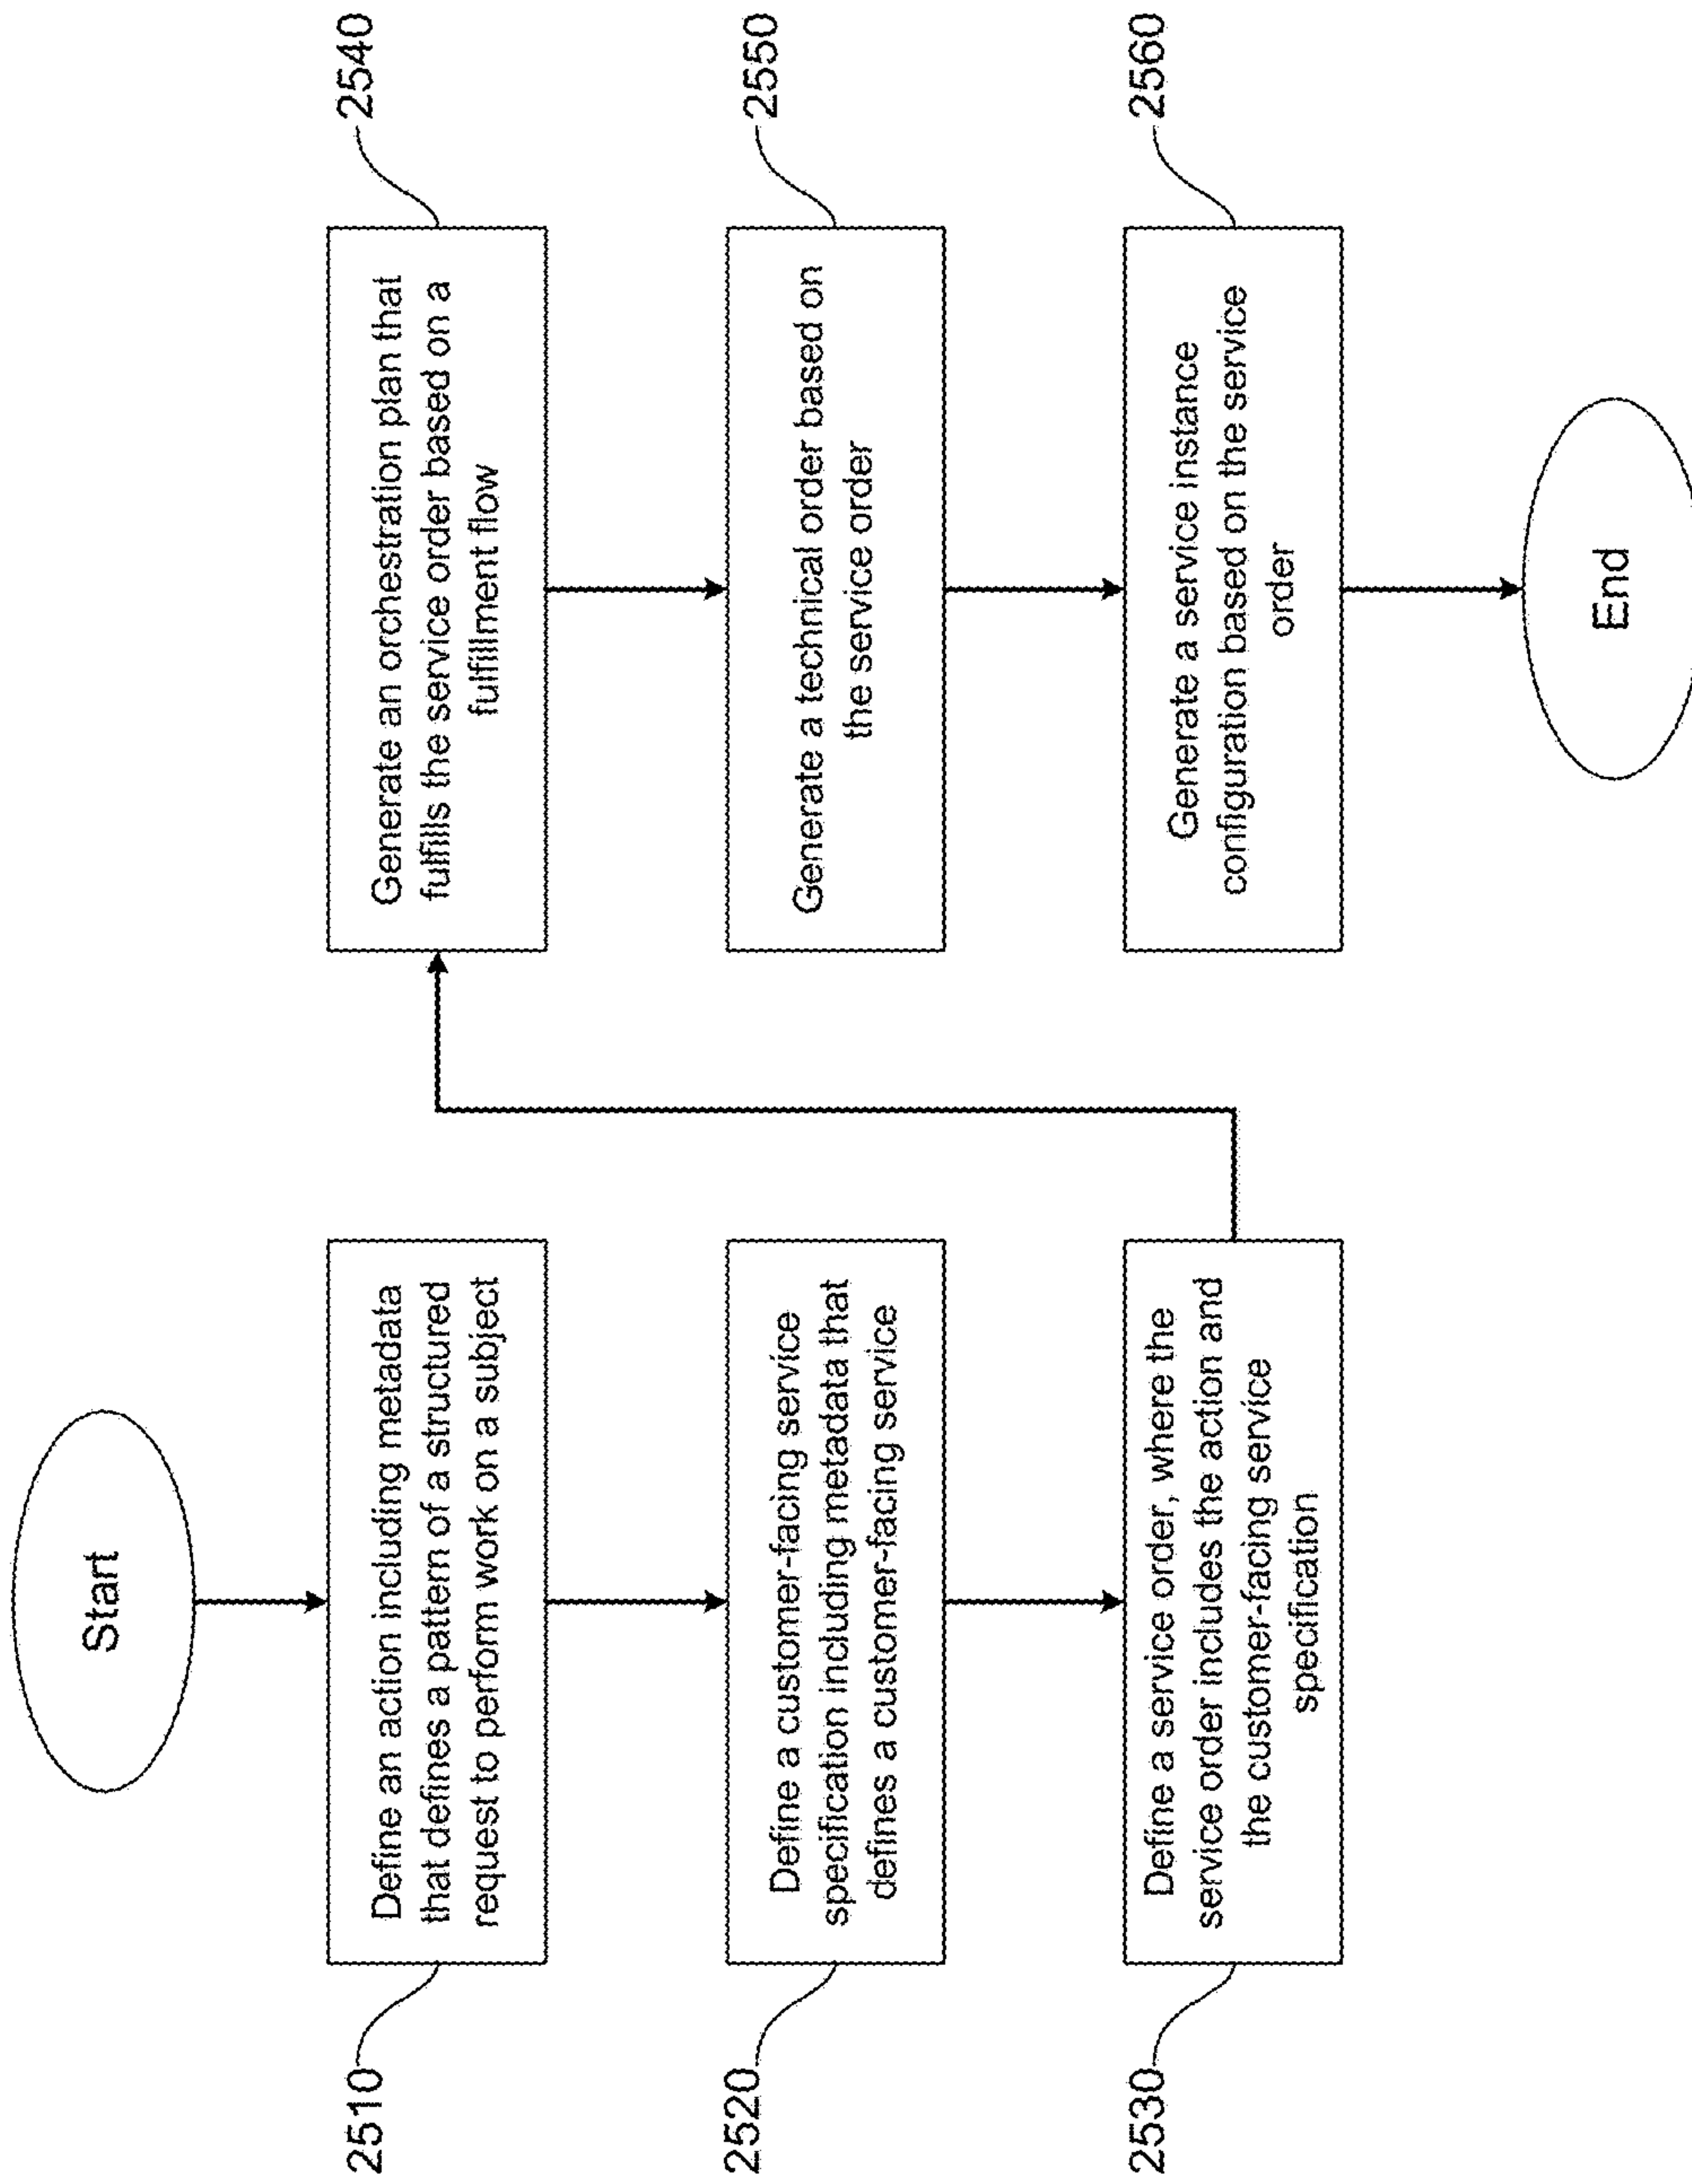 Start
2510
Define an action including metadata
that defines a pattern of a structured
request to perform work on a subject
2520
Define a customer-facing service
specification including metadata that
defines a customer-facing service
2530
Define a service order, where the
service order includes the action and
the customer-facing service
specification
2540
Generate an orchestration plan that
fulfills the service order based on a
fulfillment flow
2550
Generate a technical order based on
the service order
2560
Generate a service instance
configuration based on the service
order
End